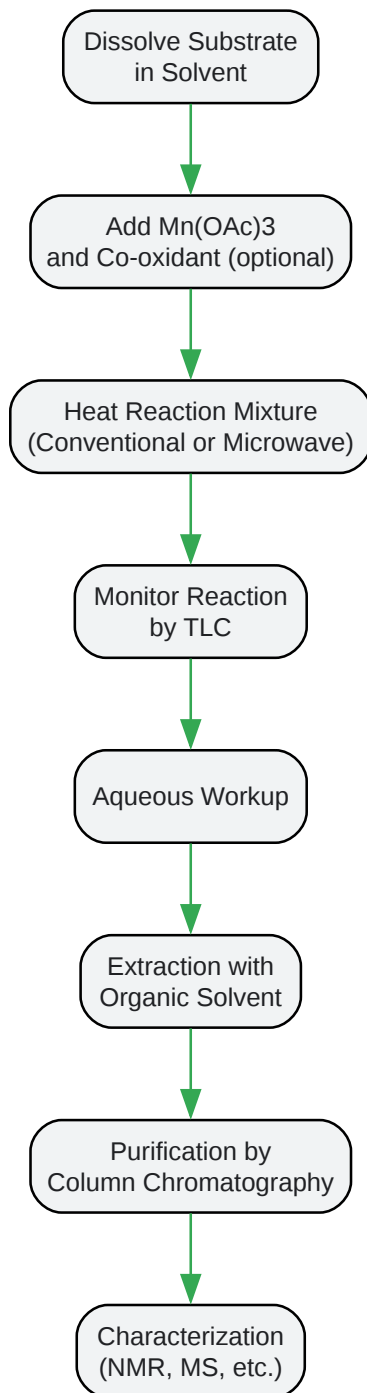 Dissolve Substrate
in Solvent
Add Mn(OAc)3
and Co-oxidant (optional)
Heat Reaction Mixture
(Conventional or Microwave)
Monitor Reaction
by TLC
Aqueous Workup
Extraction with
Organic Solvent
Purification by
Column Chromatography
Characterization
(NMR, MS, etc.)